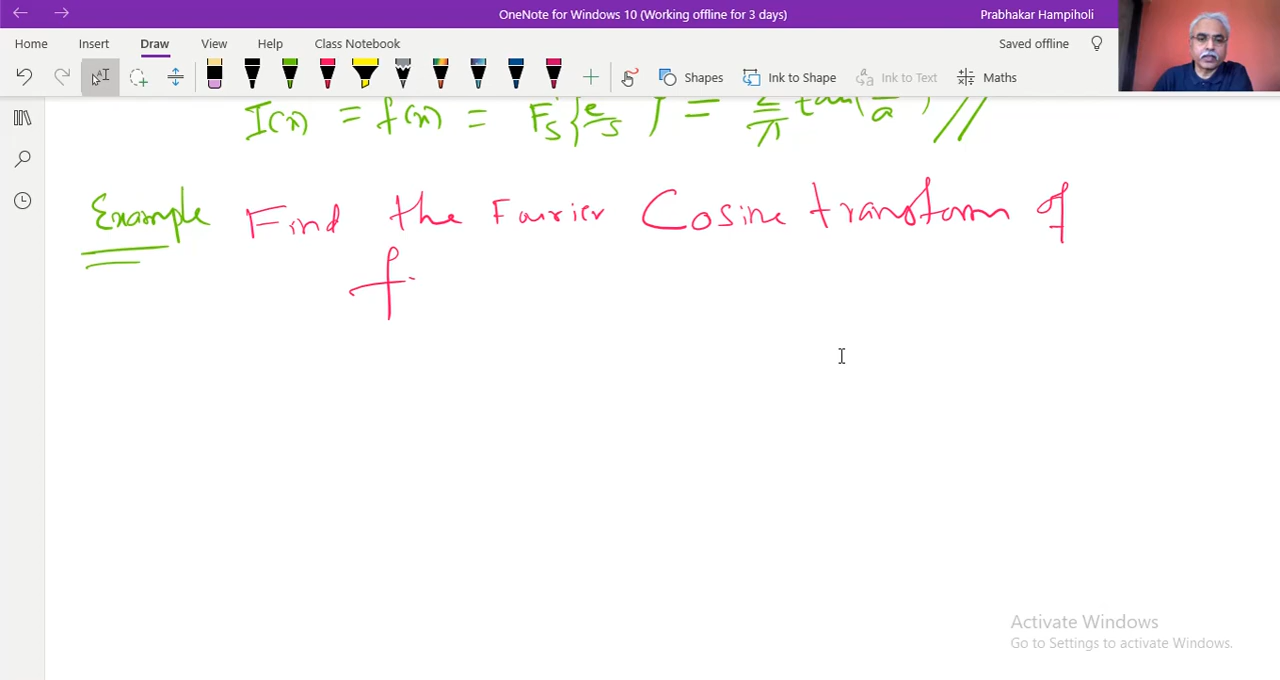 OneNote for Windows 10 (Working offline for 3 days)
Prabhakar Hampiholi
Home Insert Draw View Help Class Notebook Saved offline
Shapes Ink to Shape Ink to Text Maths
I(x) = f(x) = Fs
Example Find the Fourier Cosine transform of
f
Activate Windows
Go to Settings to activate Windows.